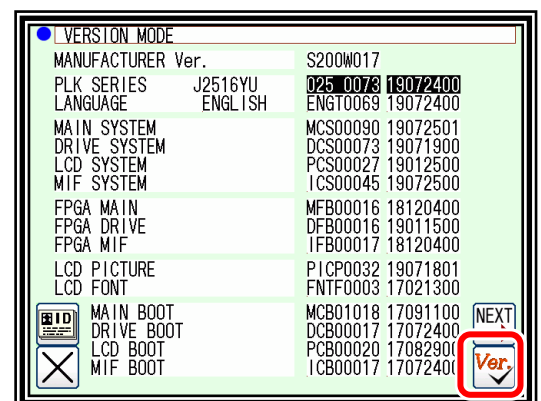 VERSION MODE
MANUFACTURER Ver. S200W017
PLK SERIES J2516YU 025 0073 19072400
LANGUAGE ENGLISH ENGT0069 19072400
MAIN SYSTEM MCS00090 19072501
DRIVE SYSTEM DCS00073 19071900
LCD SYSTEM PCS00027 19012500
MIF SYSTEM ICS00045 19072500
FPGA MAIN MFB00016 18120400
FPGA DRIVE DFB00016 19011500
FPGA MIF IFB00017 18120400
LCD PICTURE PICP0032 19071801
LCD FONT FNTF0003 17021300
ID MAIN BOOT MCB01018 17091100 NEXT
DRIVE BOOT DCB00017 17072400
LCD BOOT PCB00020 17082900 Ver.
MIF BOOT ICB00017 17072400